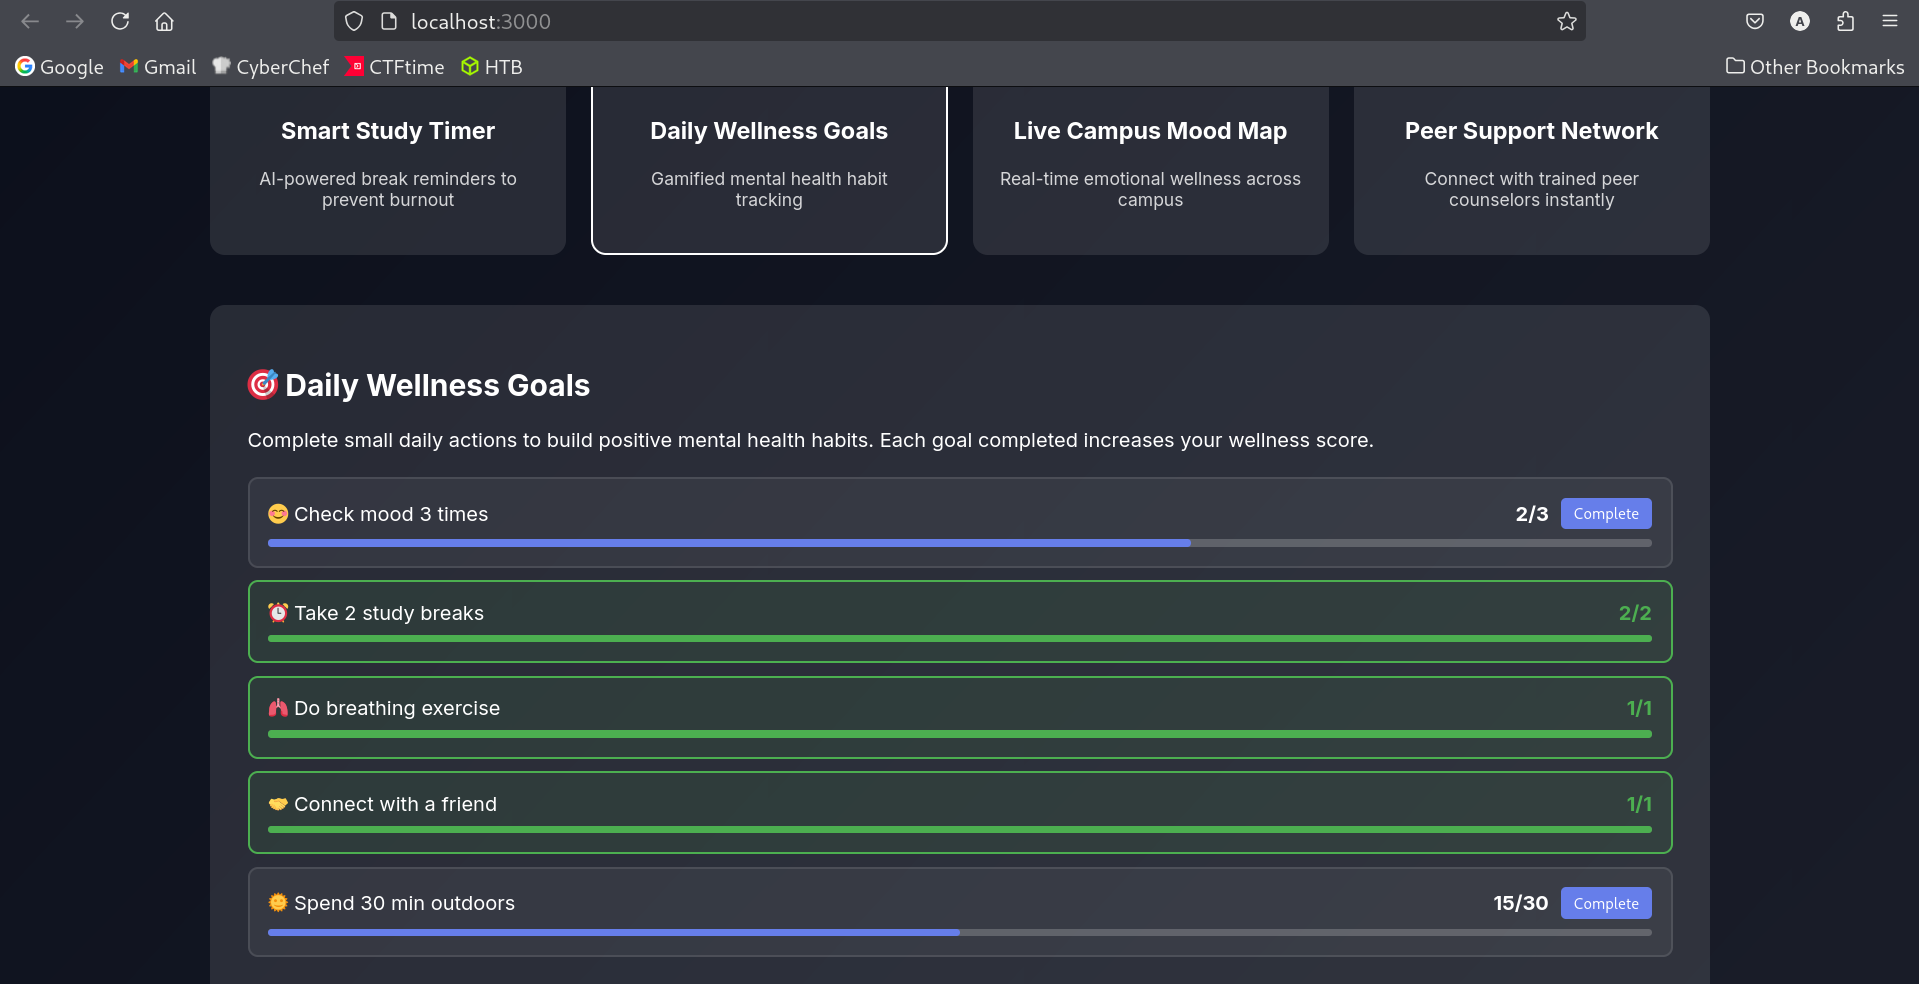 localhost:3000
Google Gmail CyberChef CTFtime HTB Other Bookmarks
Smart Study Timer
AI-powered break reminders to
prevent burnout
Daily Wellness Goals
Gamified mental health habit
tracking
Live Campus Mood Map
Real-time emotional wellness across
campus
Peer Support Network
Connect with trained peer
counselors instantly
🎯 Daily Wellness Goals
Complete small daily actions to build positive mental health habits. Each goal completed increases your wellness score.
😊 Check mood 3 times 2/3 Complete
⏰ Take 2 study breaks 2/2
🫁 Do breathing exercise 1/1
🤝 Connect with a friend 1/1
🌞 Spend 30 min outdoors 15/30 Complete